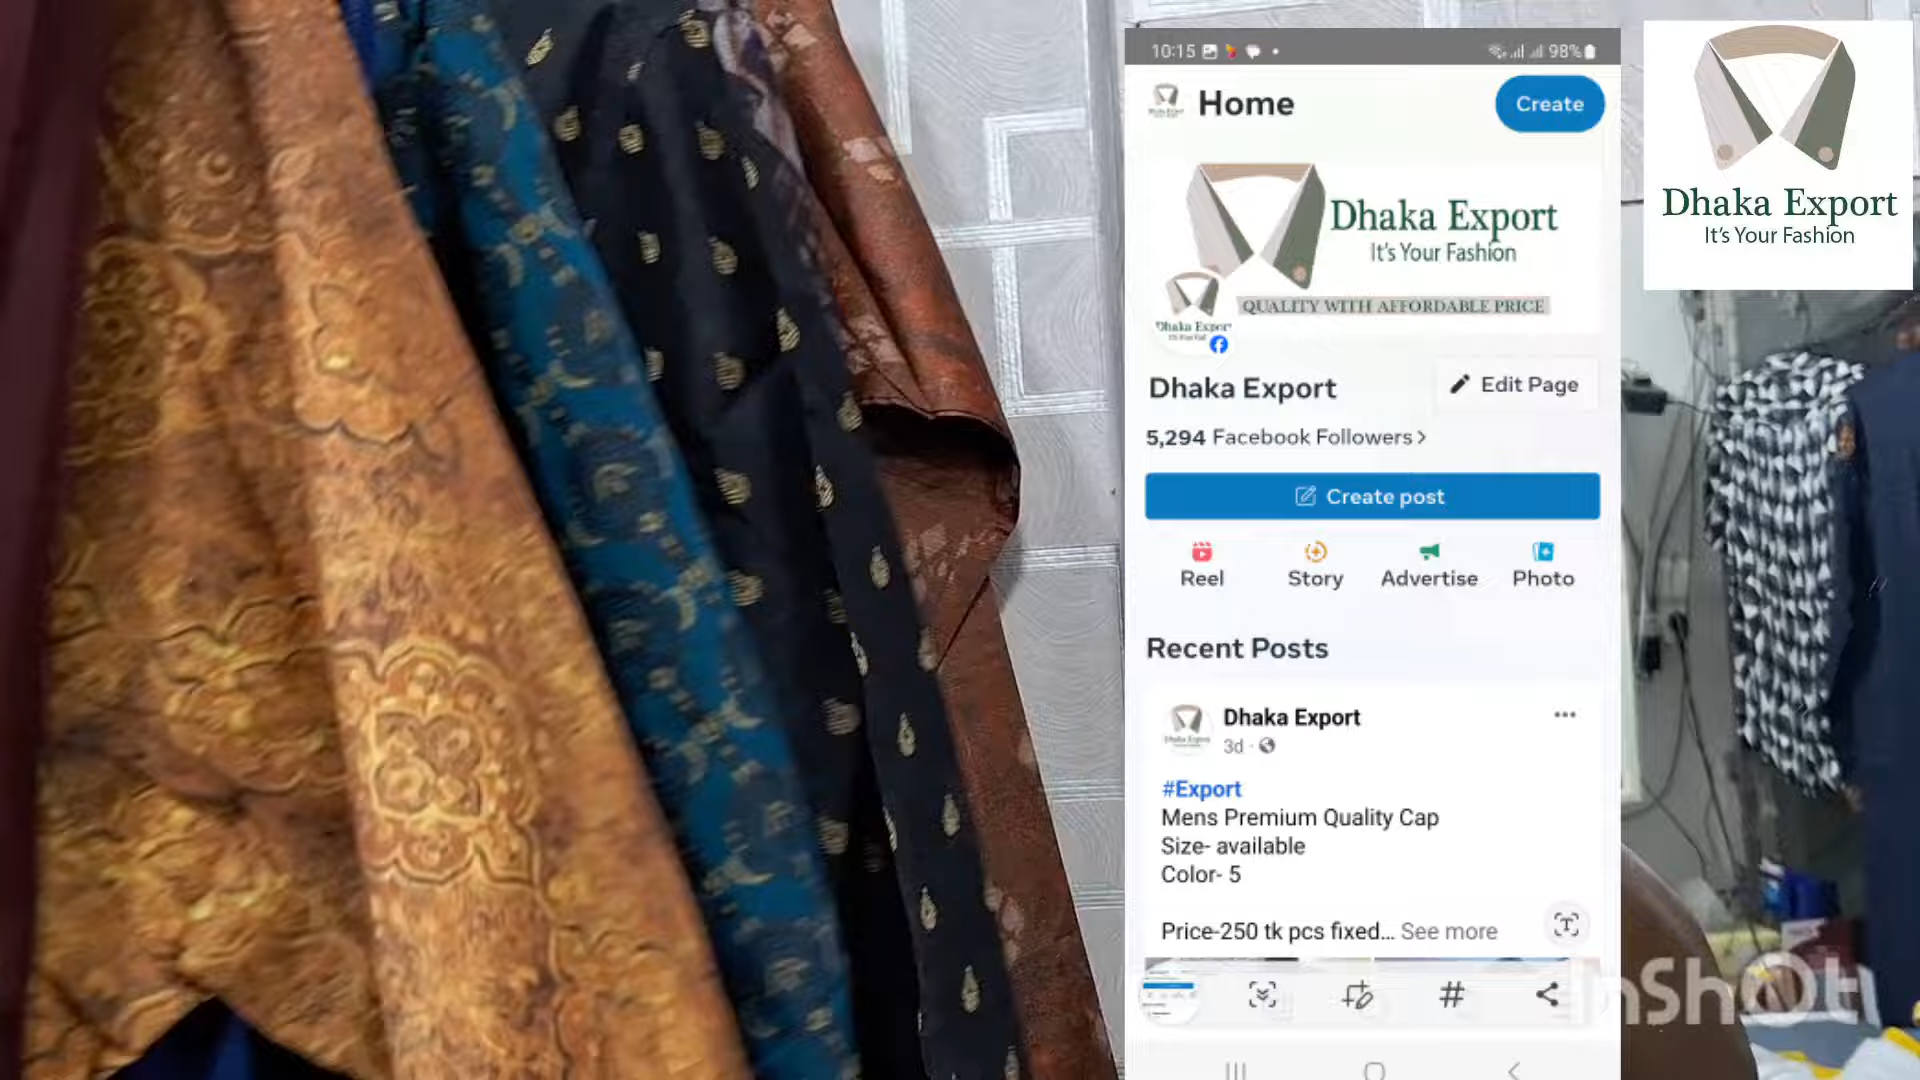 10:15
98%
Home
Create
Dhaka Export
It's Your Fashion
QUALITY WITH AFFORDABLE PRICE
Dhaka Export
Dhaka Export
Edit Page
5,294 Facebook Followers >
Create post
Reel
Story
Advertise
Photo
Recent Posts
Dhaka Export
3d
#Export
Mens Premium Quality Cap
Size- available
Color- 5
Price-250 tk pcs fixed... See more
Dhaka Export
It's Your Fashion
InShOt